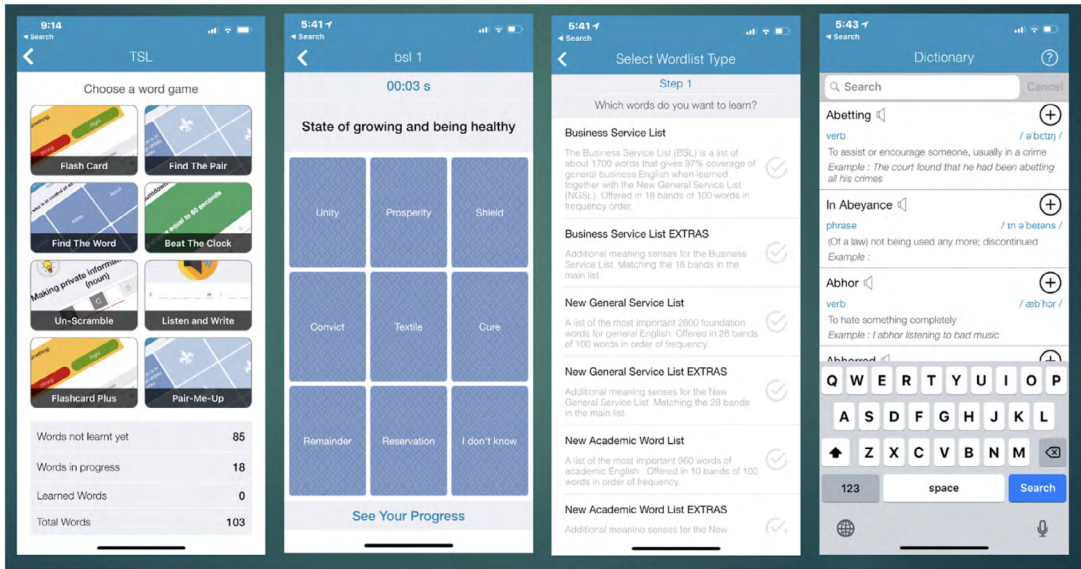 9:14
Search
TSL
Choose a word game
Flash Card
Find The Pair
Find The Word
Beat The Clock
Un-Scramble
Listen and Write
Flashcard Plus
Pair-Me-Up
Words not learnt yet 85
Words in progress 18
Learned Words 0
Total Words 103
5:41
Search
bsl 1
00:03 s
State of growing and being healthy
Unity Prosperity Shield
Convict Textile Cure
Remainder Reservation I don't know
See Your Progress
5:41
Search
Select Wordlist Type
Step 1
Which words do you want to learn?
Business Service List
The Business Service List (BSL) is a list of
about 1700 words that gives 97% coverage of
general business English when learned
together with the New General Service List
(NGSL). Offered in 18 bands of 100 words in
frequency order.
Business Service List EXTRAS
Additional meaning senses for the Business
Service List. Matching the 18 bands in the
main list.
New General Service List
A list of the most important 2800 foundation
words for general English. Offered in 28 bands
of 100 words in order of frequency.
New General Service List EXTRAS
Additional meaning senses for the New
General Service List. Matching the 28 bands
in the main list.
New Academic Word List
A list of the most important 960 words of
academic English . Offered in 10 bands of 100
words in order of frequency.
New Academic Word List EXTRAS
Additional meaning senses for the New
5:43
Search
Dictionary
Search Cancel
Abetting
verb / əˈbɛtɪŋ /
To assist or encourage someone, usually in a crime
Example : The court found that he had been abetting
all his crimes
In Abeyance
phrase / ɪn əˈbeɪəns /
(Of a law) not being used any more; discontinued
Example :
Abhor
verb / æbˈhɔr /
To hate something completely
Example : I abhor listening to bad music
Abhorred
Q W E R T Y U I O P
A S D F G H J K L
Z X C V B N M
123 space Search